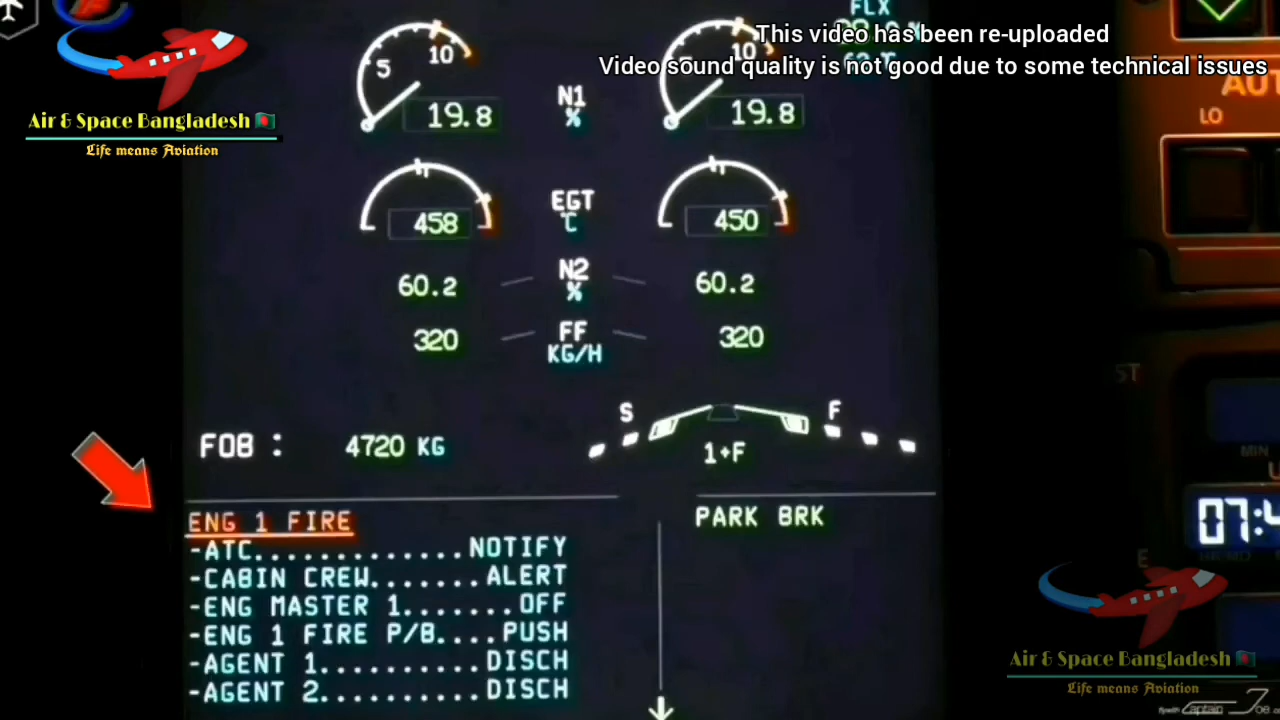 FLX
This video has been re-uploaded
Video sound quality is not good due to some technical issues
Air & Space Bangladesh
Life means Aviation
5 10 10
19.8 N1 % 19.8
AUT
LO
458 EGT °C 450
60.2 N2 % 60.2
320 FF KG/H 320
ST
S F
FOB : 4720 KG 1+F
MIN
ENG 1 FIRE
PARK BRK
07:4
-ATC.............NOTIFY
-CABIN CREW.......ALERT
-ENG MASTER 1.......OFF
-ENG 1 FIRE P/B....PUSH
-AGENT 1..........DISCH
-AGENT 2..........DISCH
E
Air & Space Bangladesh
Life means Aviation
Captain Joe